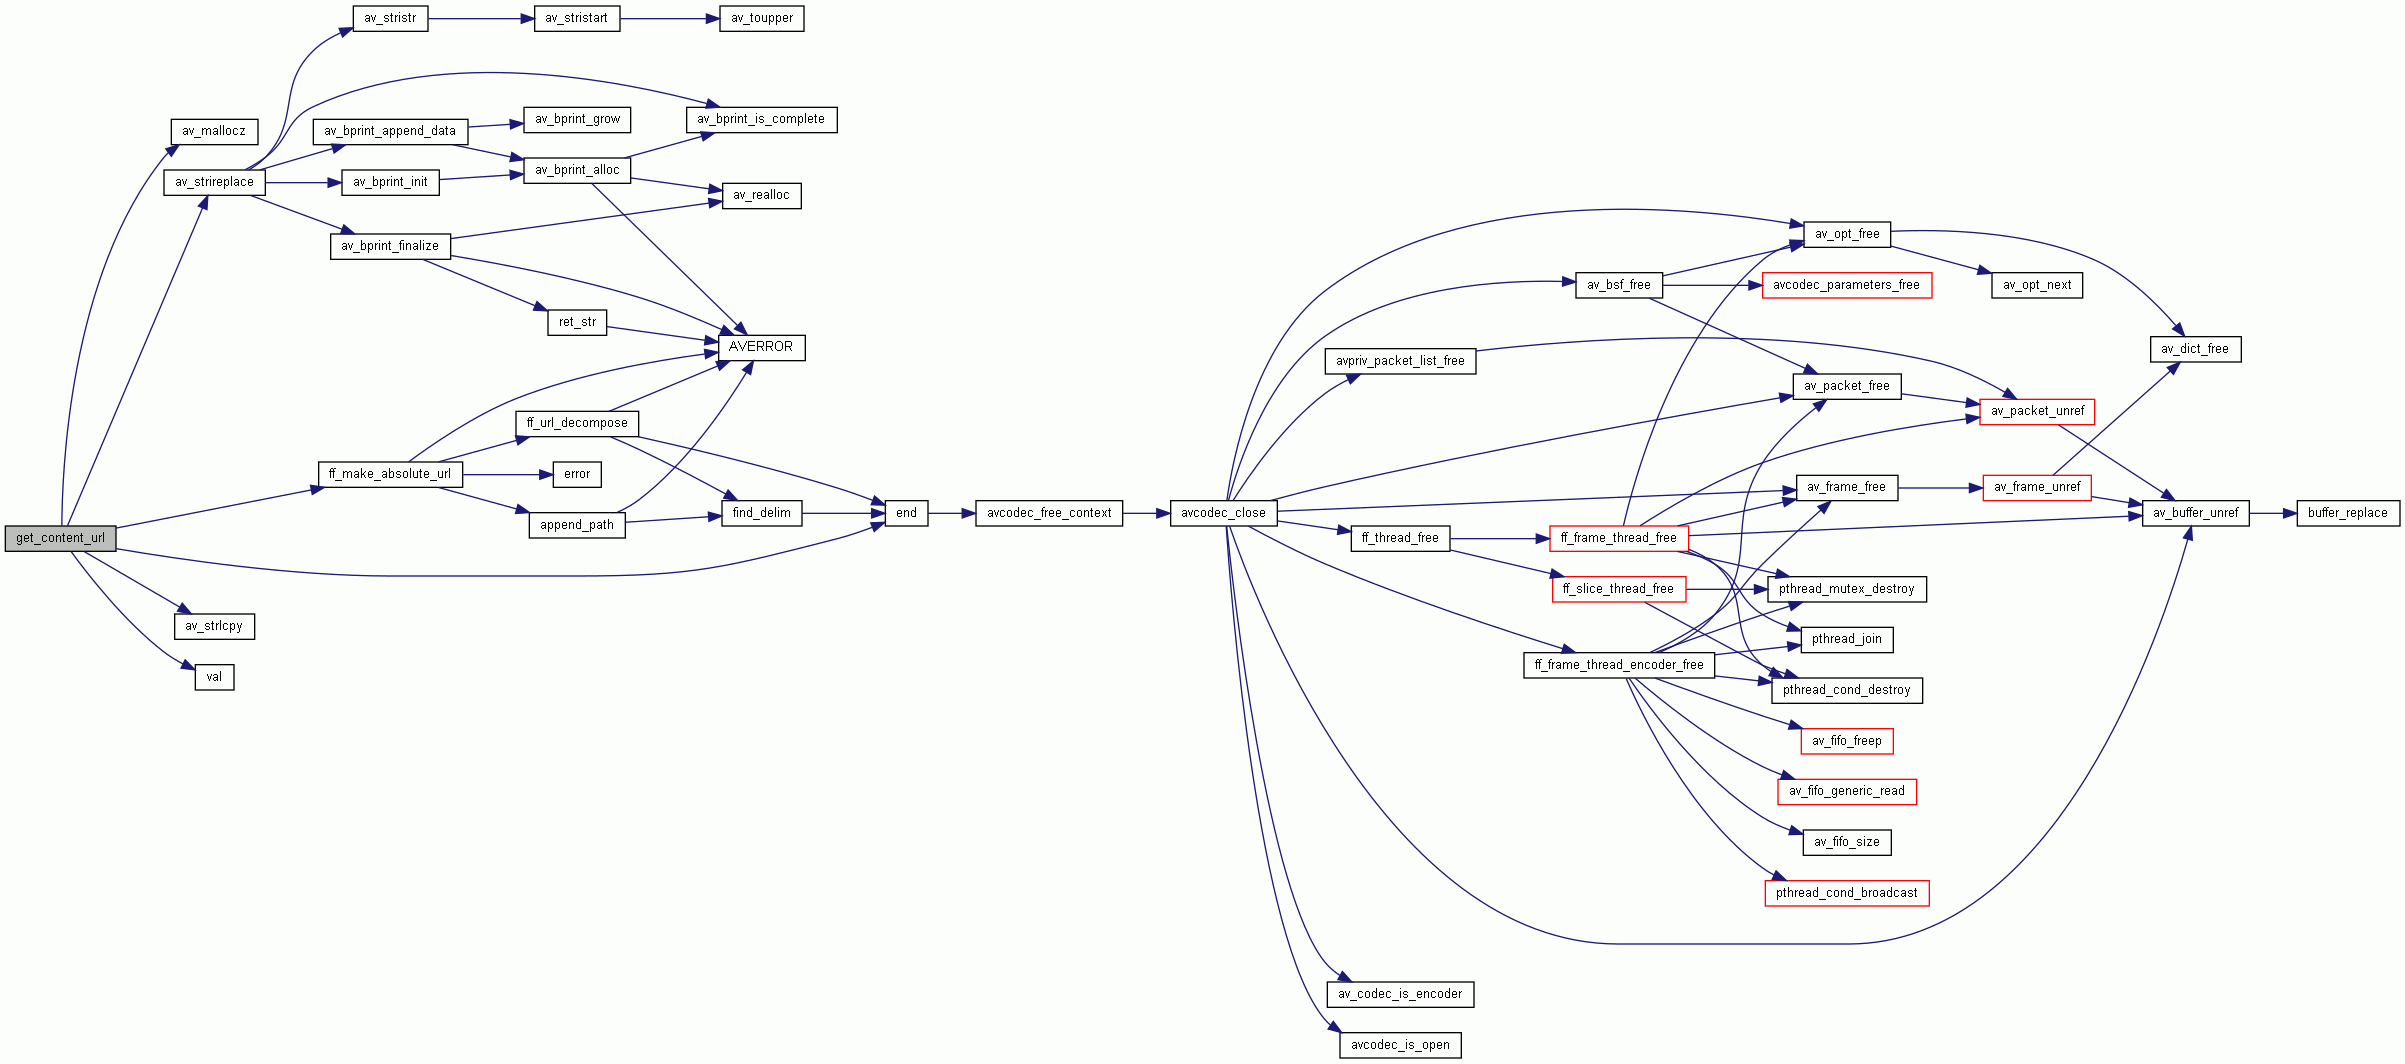 av_stristr
av_stristart
av_toupper
av_mallocz
av_bprint_append_data
av_bprint_grow
av_bprint_is_complete
av_strireplace
av_bprint_init
av_bprint_alloc
av_realloc
av_bprint_finalize
ret_str
AVERROR
ff_url_decompose
ff_make_absolute_url
error
append_path
find_delim
end
get_content_url
av_strlcpy
val
avcodec_free_context
avcodec_close
av_opt_free
av_bsf_free
avcodec_parameters_free
av_opt_next
avpriv_packet_list_free
av_dict_free
av_packet_free
av_packet_unref
av_frame_free
av_frame_unref
av_buffer_unref
buffer_replace
ff_thread_free
ff_frame_thread_free
ff_slice_thread_free
pthread_mutex_destroy
pthread_join
ff_frame_thread_encoder_free
pthread_cond_destroy
av_fifo_freep
av_fifo_generic_read
av_fifo_size
pthread_cond_broadcast
av_codec_is_encoder
avcodec_is_open